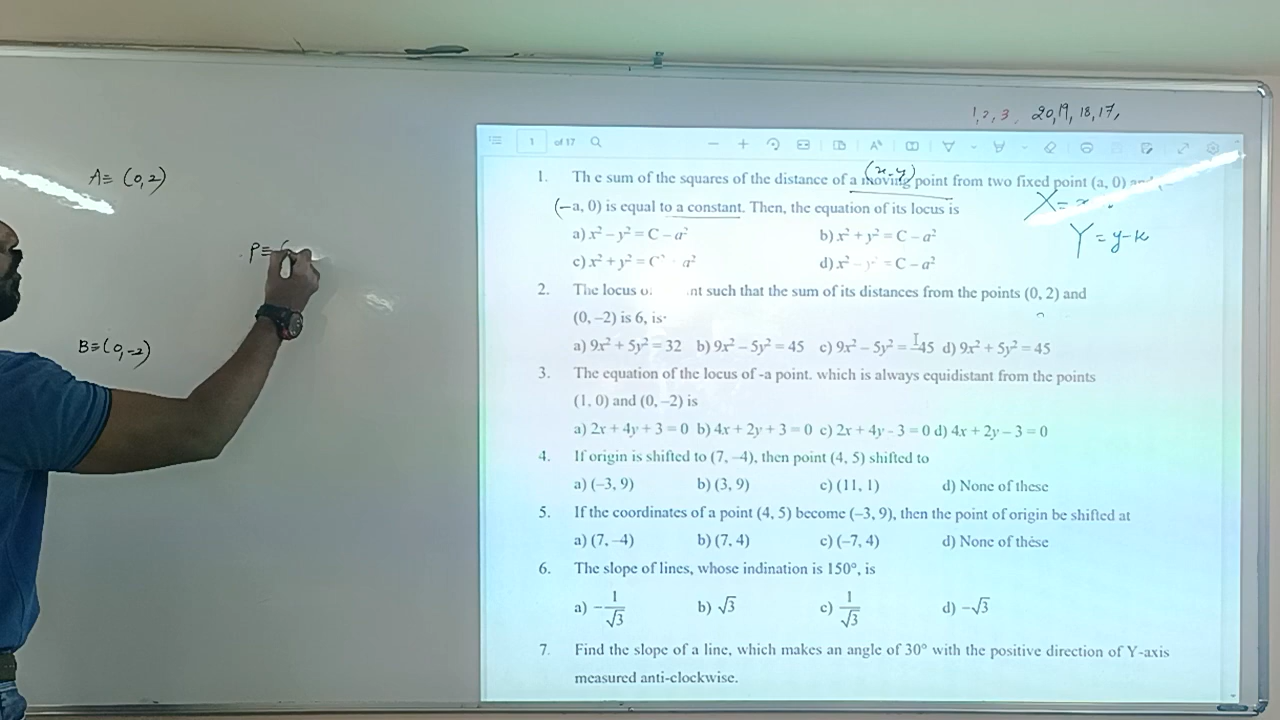 1, 2, 3, 20, 19, 18, 17,
1 of 17
A≡ (0, 2)
P≡ (
B≡ (0, -2)
(x, y)
1. The sum of the squares of the distance of a moving point from two fixed point (a, 0)
(–a, 0) is equal to a constant. Then, the equation of its locus is
X =
Y = y-k
a) x² – y² = C – a² b) x² + y² = C – a²
c) x² + y² = C a² d) x² – = C – a²
2. The locus nt such that the sum of its distances from the points (0, 2) and
(0, –2) is 6, is
a) 9x² + 5y² = 32 b) 9x² – 5y² = 45 c) 9x² – 5y² = 45 d) 9x² + 5y² = 45
3. The equation of the locus of -a point. which is always equidistant from the points
(1, 0) and (0, –2) is
a) 2x + 4y + 3 = 0 b) 4x + 2y + 3 = 0 c) 2x + 4y - 3 = 0 d) 4x + 2y – 3 = 0
4. If origin is shifted to (7, –4), then point (4, 5) shifted to
a) (–3, 9) b) (3, 9) c) (11, 1) d) None of these
5. If the coordinates of a point (4, 5) become (–3, 9), then the point of origin be shifted at
a) (7, –4) b) (7, 4) c) (–7, 4) d) None of these
6. The slope of lines, whose indination is 150°, is
a) –1/√3 b) √3 c) 1/√3 d) –√3
7. Find the slope of a line, which makes an angle of 30° with the positive direction of Y-axis
measured anti-clockwise.